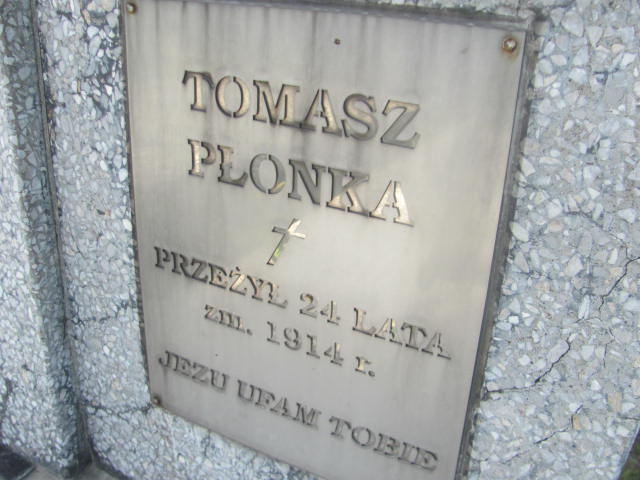 TOMASZ
PŁONKA
PRZEŻYŁ 24 LATA
zm. 1914 r.
JEZU UFAM TOBIE